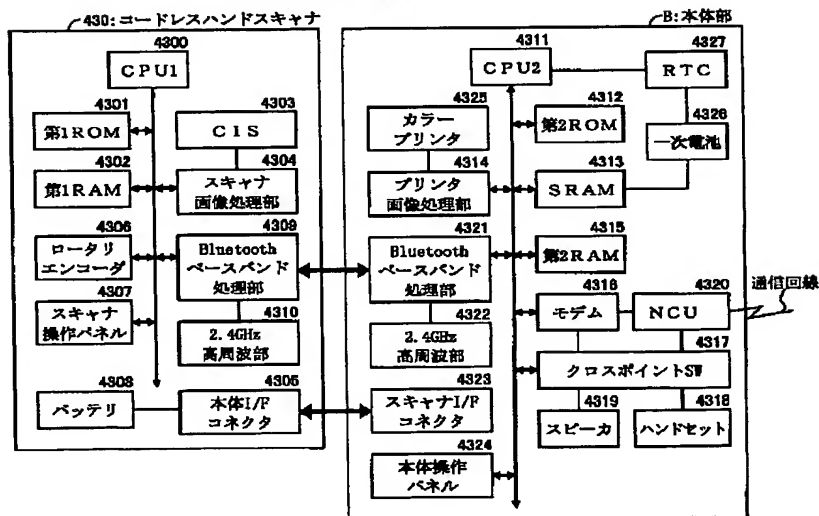 430:コードレスハンドスキャナ
4300
CPU1
4301
第1ROM
4303
CIS
4302
第1RAM
4304
スキャナ
画像処理部
4306
ロータリ
エンコーダ
4309
Bluetooth
ベースバンド
処理部
4307
スキャナ
操作パネル
4310
2.4GHz
高周波部
4308
バッテリ
4305
本体I/F
コネクタ
B:本体部
4311
CPU2
4327
RTC
4325
カラー
プリンタ
4312
第2ROM
4326
一次電池
4314
プリンタ
画像処理部
4313
SRAM
4321
Bluetooth
ベースバンド
処理部
4315
第2RAM
通信回線
4316
モデム
4320
NCU
4322
2.4GHz
高周波部
4317
クロスポイントSW
4323
スキャナI/F
コネクタ
4319
スピーカ
4318
ハンドセット
4324
本体操作
パネル